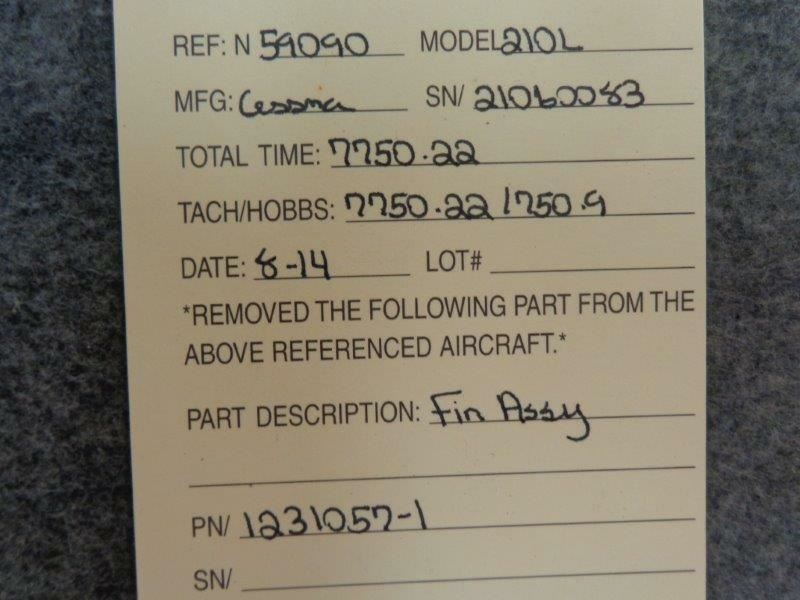 REF: N 59090 MODEL 210L
MFG: Cessna SN/ 21060083
TOTAL TIME: 7750.22
TACH/HOBBS: 7750.22 1750.9
DATE: 8-14 LOT#
*REMOVED THE FOLLOWING PART FROM THE
ABOVE REFERENCED AIRCRAFT.*
PART DESCRIPTION: Fin Assy
PN/ 1231057-1
SN/